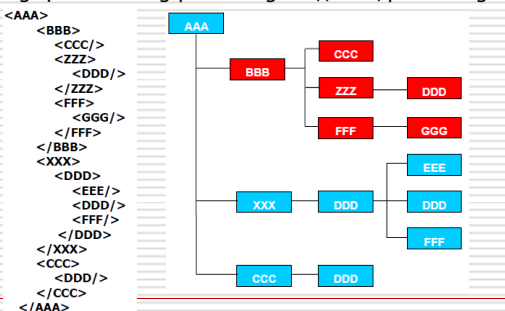 <AAA>
<BBB>
<CCC/>
<ZZZ>
<DDD/>
</ZZZ>
<FFF>
<GGG/>
</FFF>
</BBB>
<XXX>
<DDD>
<EEE/>
<DDD/>
<FFF/>
</DDD>
</XXX>
<CCC>
<DDD/>
</CCC>
</AAA>
AAA
BBB
CCC
ZZZ
DDD
FFF
GGG
XXX
DDD
EEE
DDD
FFF
CCC
DDD